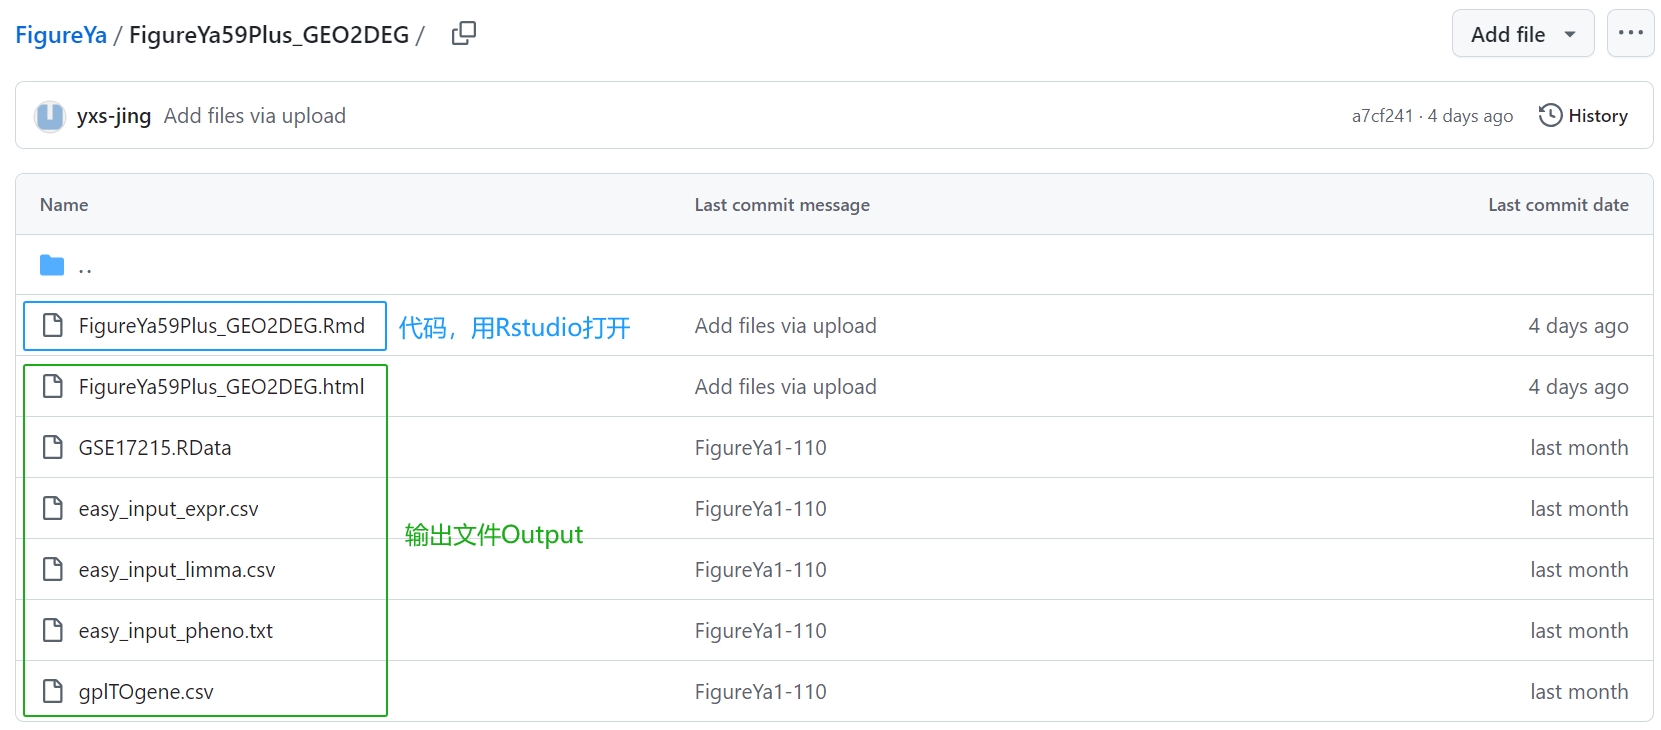 FigureYa / FigureYa59Plus_GEO2DEG /
Add file
yxs-jing Add files via upload
a7cf241 · 4 days ago
History
Name Last commit message Last commit date
..
FigureYa59Plus_GEO2DEG.Rmd 代码，用Rstudio打开 Add files via upload 4 days ago
FigureYa59Plus_GEO2DEG.html Add files via upload 4 days ago
GSE17215.RData FigureYa1-110 last month
easy_input_expr.csv FigureYa1-110 last month
输出文件Output
easy_input_limma.csv FigureYa1-110 last month
easy_input_pheno.txt FigureYa1-110 last month
gplTOgene.csv FigureYa1-110 last month